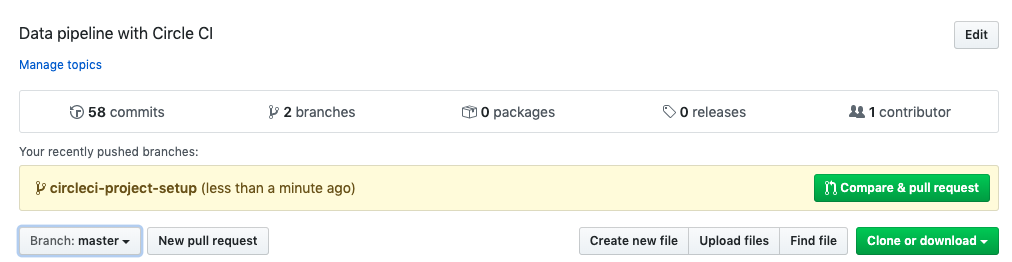 Data pipeline with Circle CI
Edit
Manage topics
58 commits
2 branches
0 packages
0 releases
1 contributor
Your recently pushed branches:
circleci-project-setup (less than a minute ago)
Compare & pull request
Branch: master
New pull request
Create new file
Upload files
Find file
Clone or download